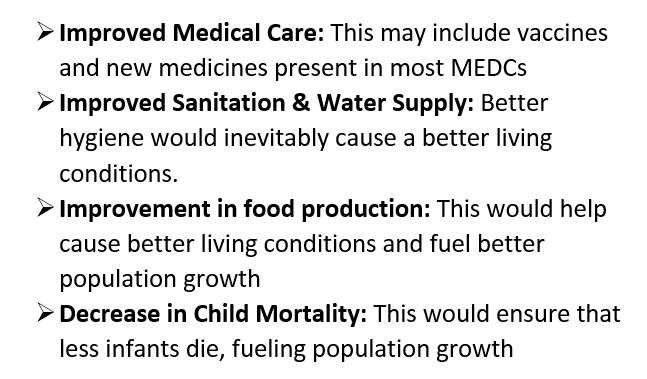 ➢ Improved Medical Care: This may include vaccines
and new medicines present in most MEDCs
➢ Improved Sanitation & Water Supply: Better
hygiene would inevitably cause a better living
conditions.
➢ Improvement in food production: This would help
cause better living conditions and fuel better
population growth
➢ Decrease in Child Mortality: This would ensure that
less infants die, fueling population growth